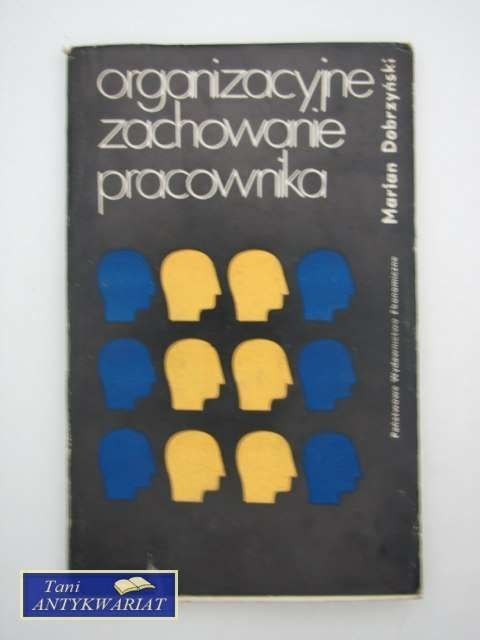 organizacyjne
zachowanie
pracownika
Marian Dobrzyński
Państwowe Wydawnictwo Ekonomiczne
Tani
ANTYKWARIAT